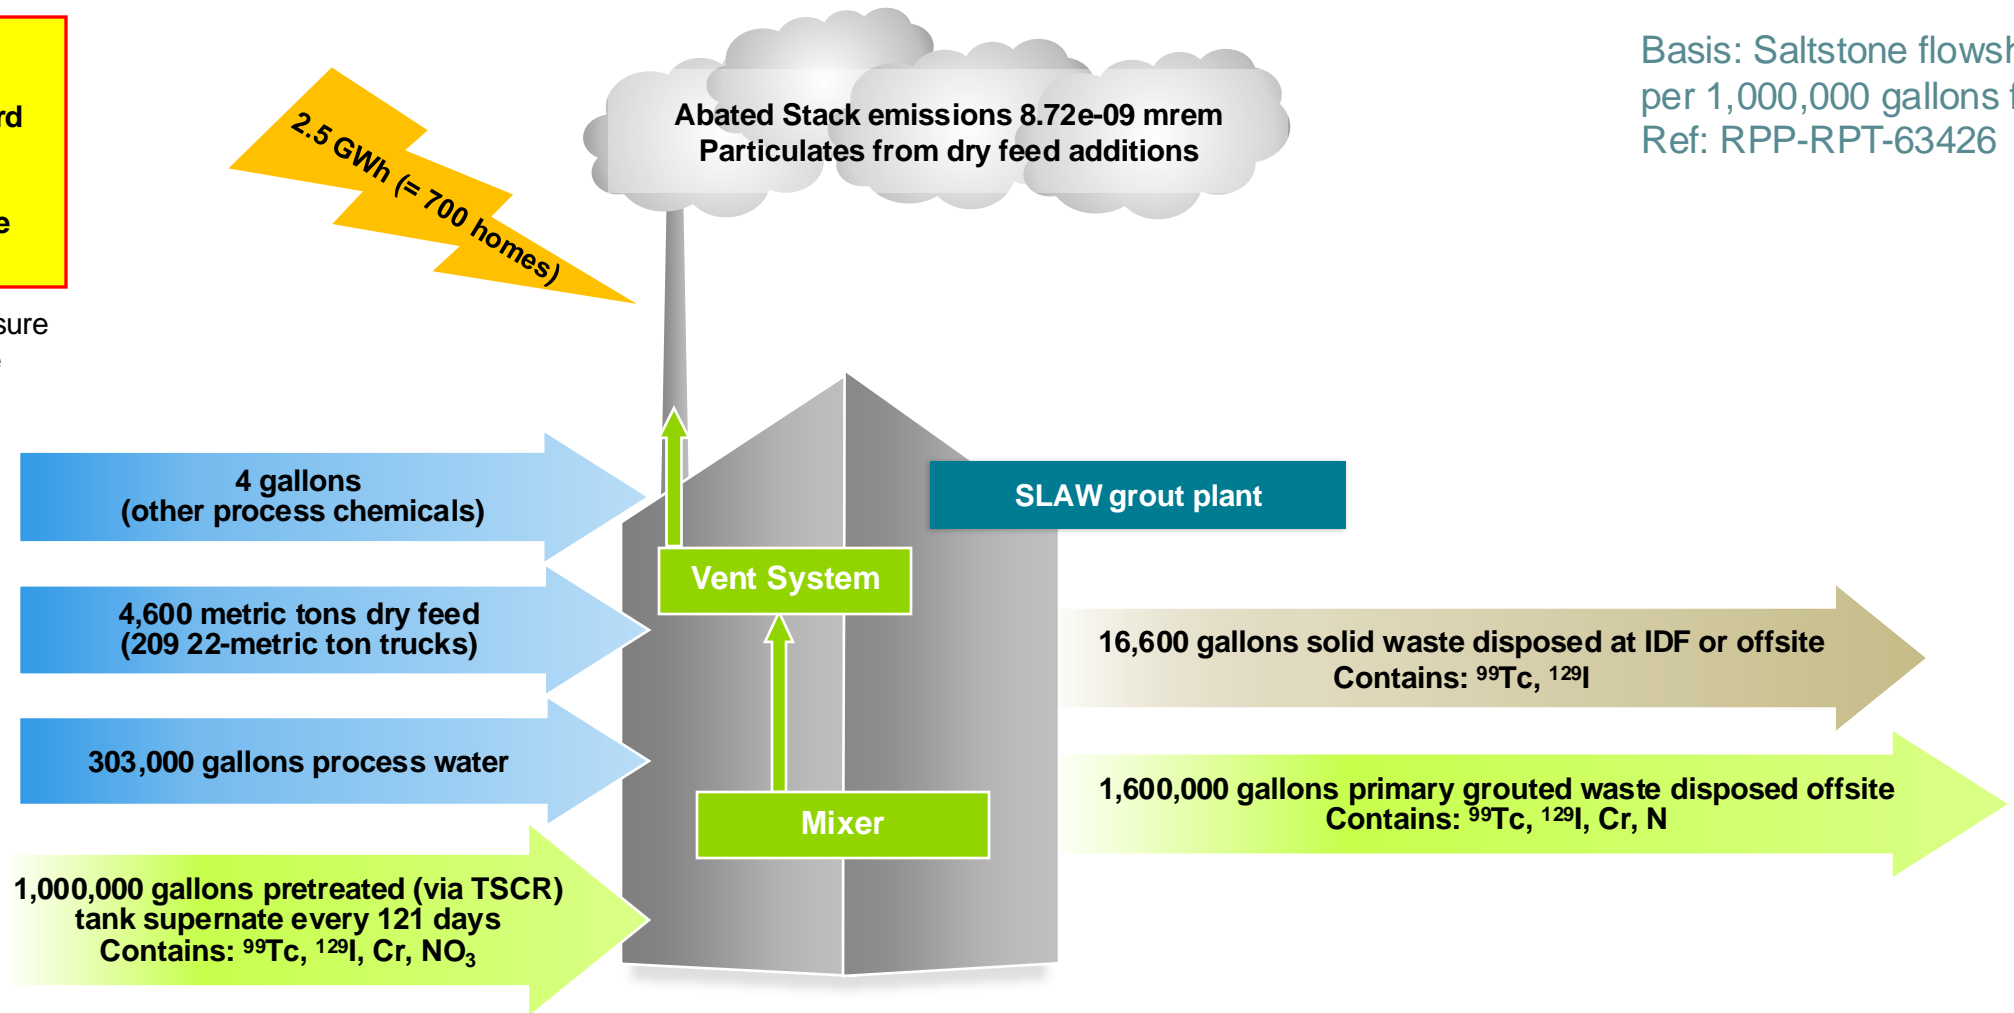 Basis: Saltstone
per 1,000,000 gallons
Ref: RPP-RPT-63426
Abated Stack emissions 8.72e-09 mrem
Particulates from dry feed additions
2.5 GWh (= 700 homes)
4 gallons
(other process chemicals)
SLAW grout plant
Vent System
4,600 metric tons dry feed
(209 22-metric ton trucks)
16,600 gallons solid waste disposed at IDF or offsite
Contains: ⁹⁹Tc, ¹²⁹I
303,000 gallons process water
1,600,000 gallons primary grouted waste disposed offsite
Contains: ⁹⁹Tc, ¹²⁹I, Cr, N
Mixer
1,000,000 gallons pretreated (via TSCR)
tank supernate every 121 days
Contains: ⁹⁹Tc, ¹²⁹I, Cr, NO₃